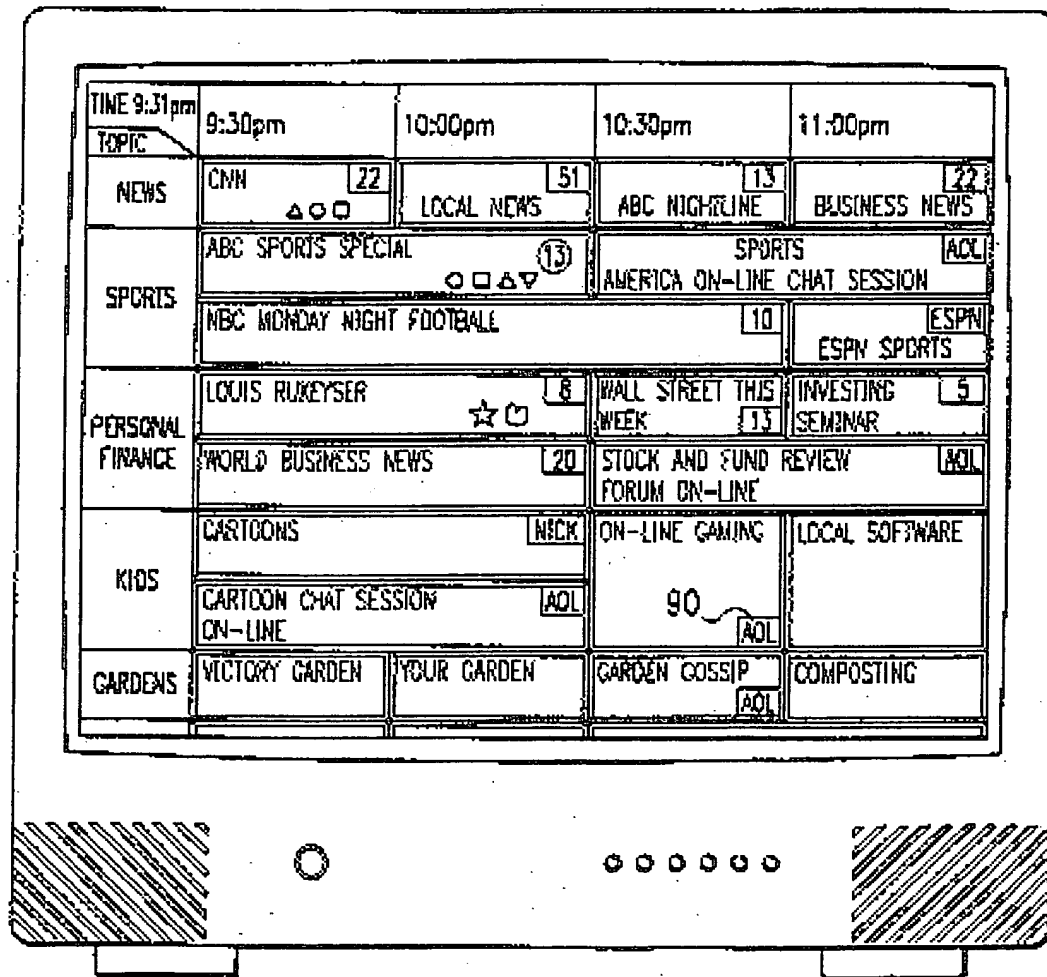 TIME 9:31pm
TOPIC
9:30pm 10:00pm 10:30pm 11:00pm
NEWS
CNN 22
LOCAL NEWS 51
ABC NIGHTLINE 13
BUSINESS NEWS 22
SPORTS
ABC SPORTS SPECIAL 13
SPORTS AOL
AMERICA ON-LINE CHAT SESSION
NBC MONDAY NIGHT FOOTBALL 10
ESPN
ESPN SPORTS
PERSONAL
FINANCE
LOUIS RUKEYSER 8
WALL STREET THIS
WEEK 13
INVESTING 5
SEMINAR
WORLD BUSINESS NEWS 20
STOCK AND FUND REVIEW AOL
FORUM ON-LINE
KIDS
CARTOONS NICK
CARTOON CHAT SESSION AOL
ON-LINE
ON-LINE GAMING
90
AOL
LOCAL SOFTWARE
GARDENS
VICTORY GARDEN
YOUR GARDEN
GARDEN GOSSIP
AOL
COMPOSTING